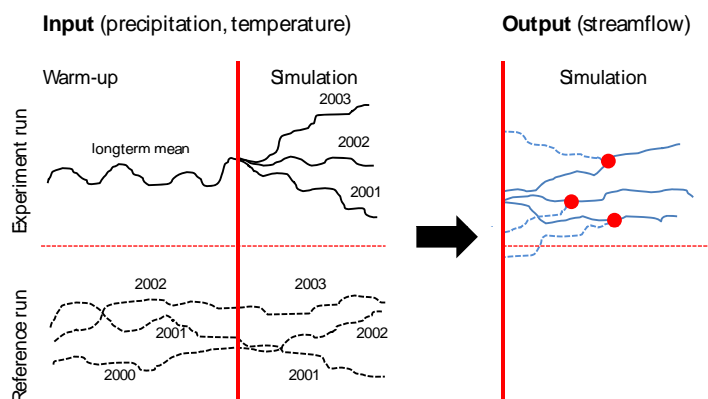 Input (precipitation, temperature)
Output (streamflow)
Warm-up
Simulation
Simulation
Experiment run
longterm mean
2003
2002
2001
Reference run
2002
2003
2001
2002
2000
2001